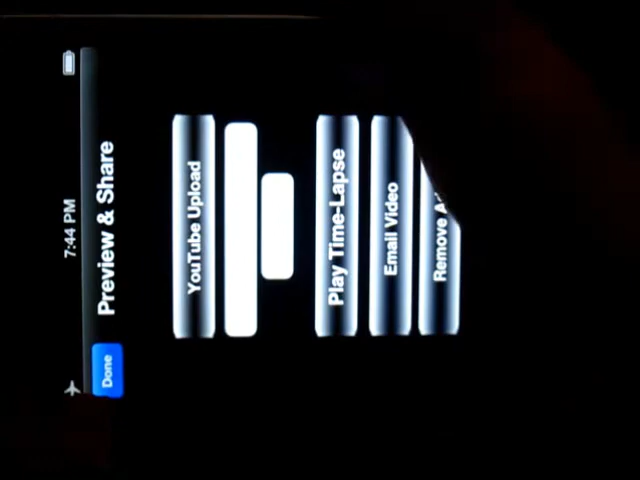 7:44 PM
Done
Preview & Share
YouTube Upload
Play Time-Lapse
Email Video
Remove